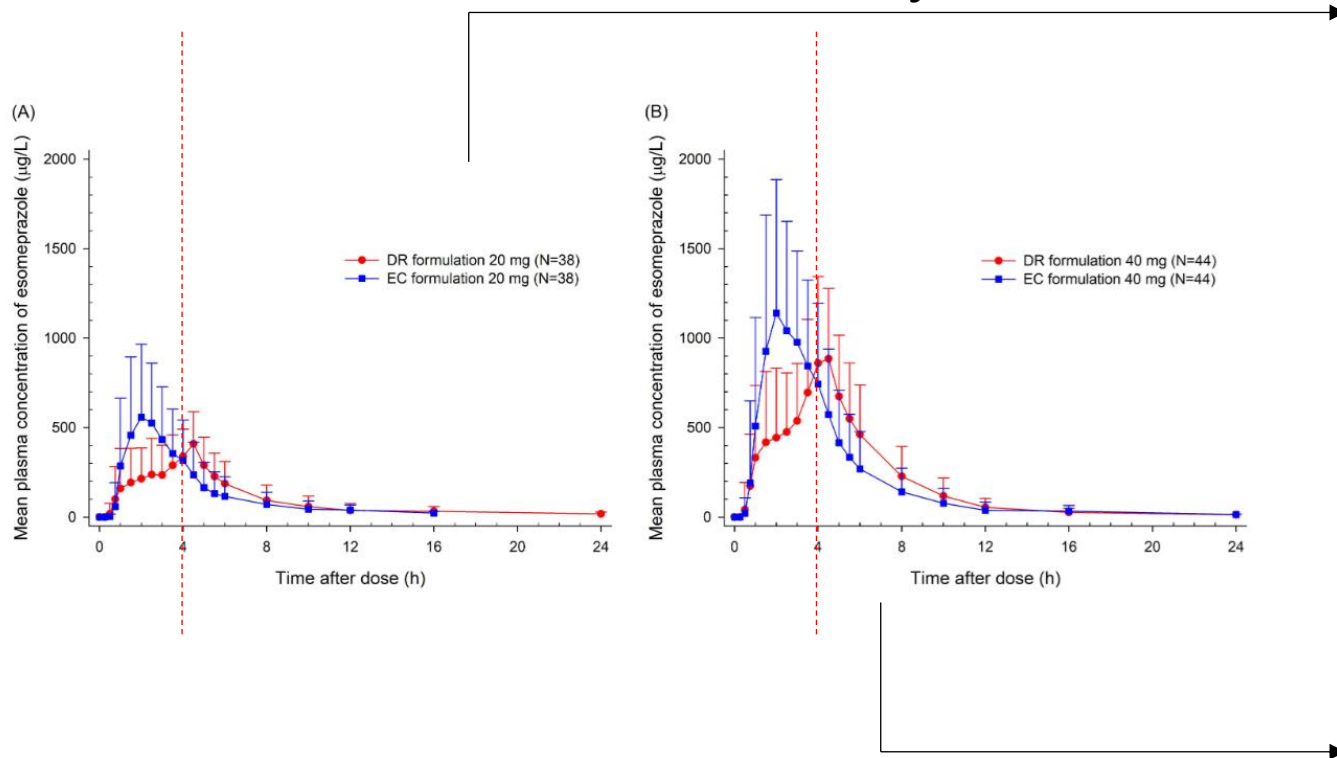 (A)
Mean plasma concentration of esomeprazole (μg/L)
2000
1500
1000
500
0
DR formulation 20 mg (N=38)
EC formulation 20 mg (N=38)
0 4 8 12 16 20 24
Time after dose (h)
(B)
Mean plasma concentration of esomeprazole (μg/L)
2000
1500
1000
500
0
DR formulation 40 mg (N=44)
EC formulation 40 mg (N=44)
0 4 8 12 16 20 24
Time after dose (h)